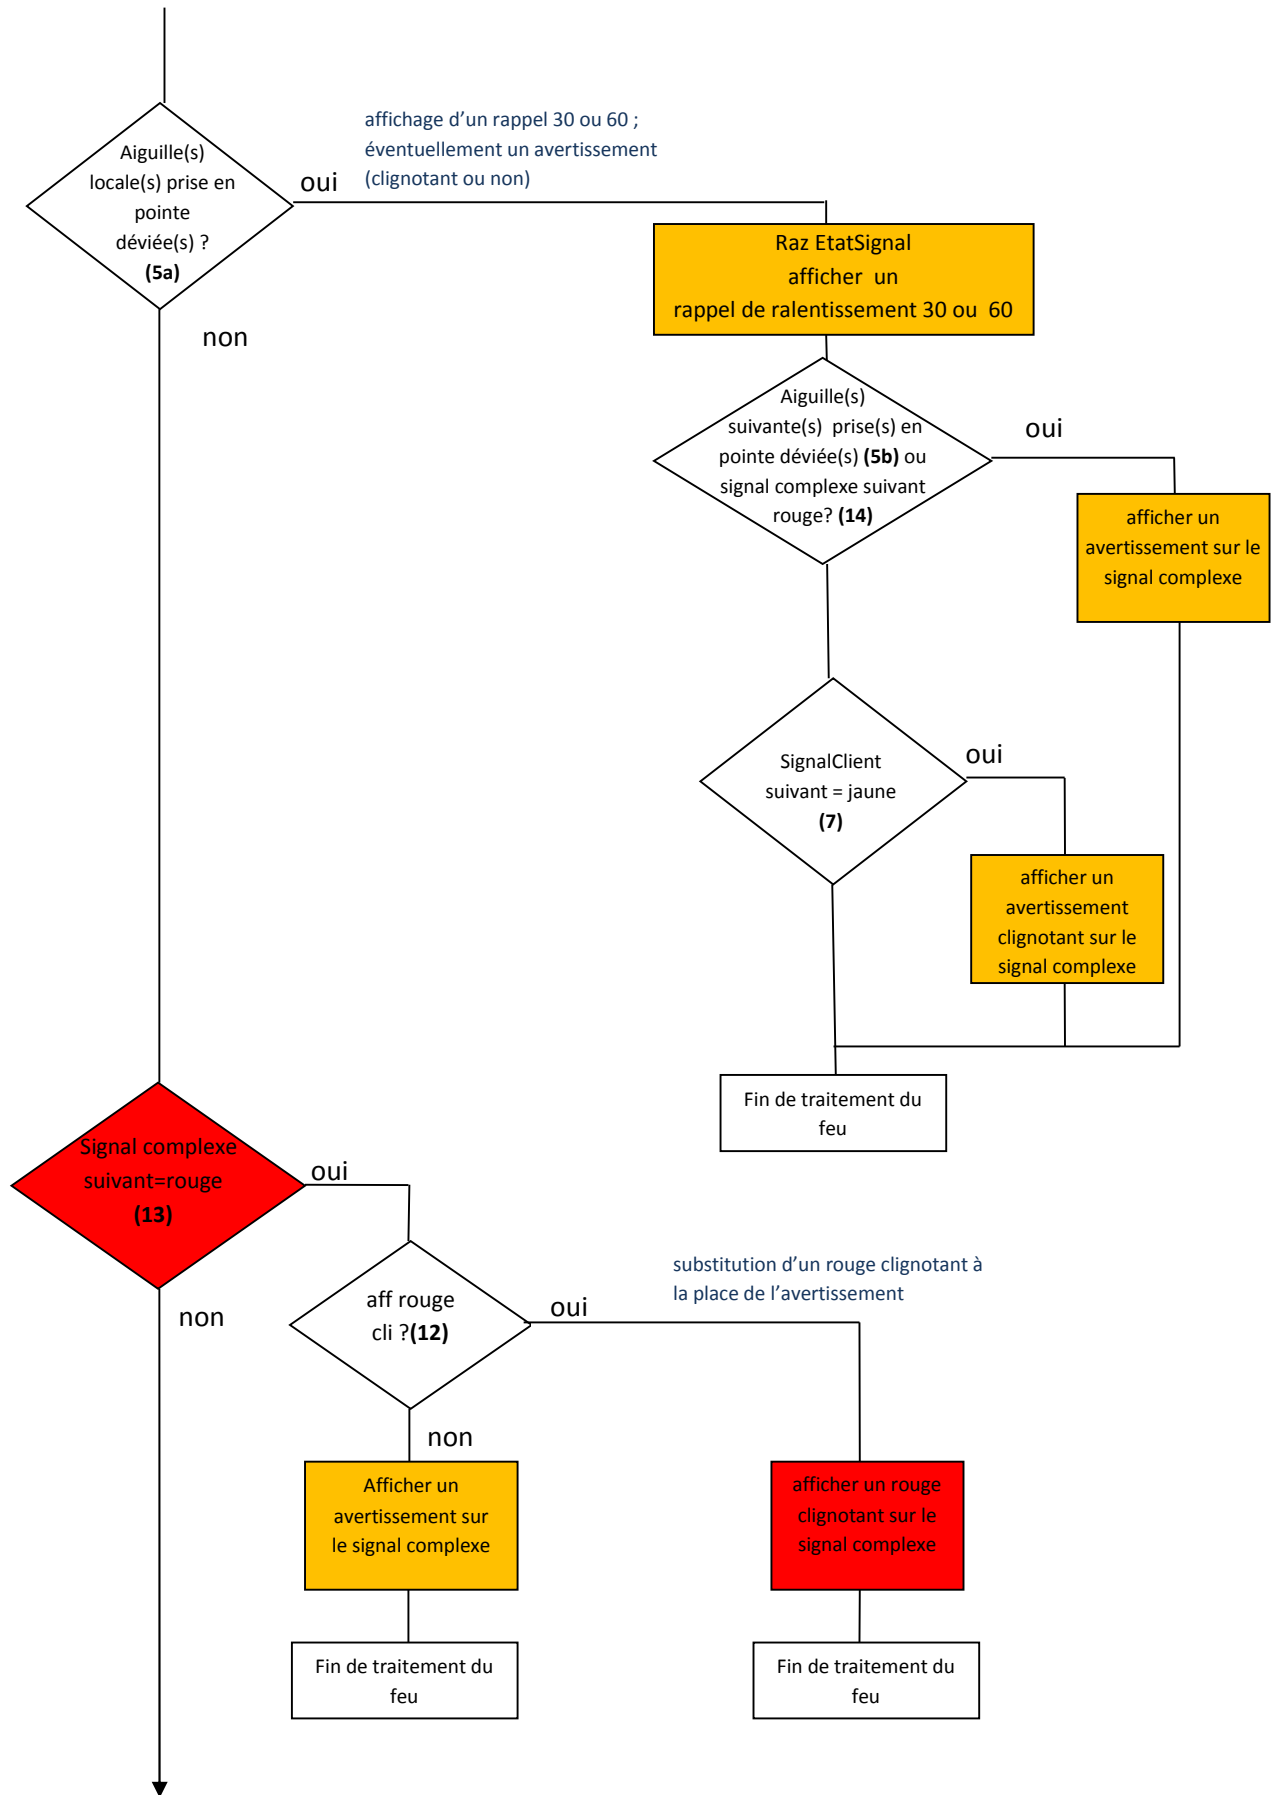 affichage d’un rappel 30 ou 60 ;
éventuellement un avertissement
(clignotant ou non)
Aiguille(s)
locale(s) prise en
pointe
déviée(s) ?
(5a)
oui
non
Raz EtatSignal
afficher un
rappel de ralentissement 30 ou 60
Aiguille(s)
suivante(s) prise(s) en
pointe déviée(s) (5b) ou
signal complexe suivant
rouge? (14)
oui
afficher un
avertissement sur le
signal complexe
SignalClient
suivant = jaune
(7)
oui
afficher un
avertissement
clignotant sur le
signal complexe
Fin de traitement du
feu
Signal complexe
suivant=rouge
(13)
oui
non
aff rouge
cli ?(12)
oui
substitution d’un rouge clignotant à
la place de l’avertissement
non
Afficher un
avertissement sur
le signal complexe
afficher un rouge
clignotant sur le
signal complexe
Fin de traitement du
feu
Fin de traitement du
feu